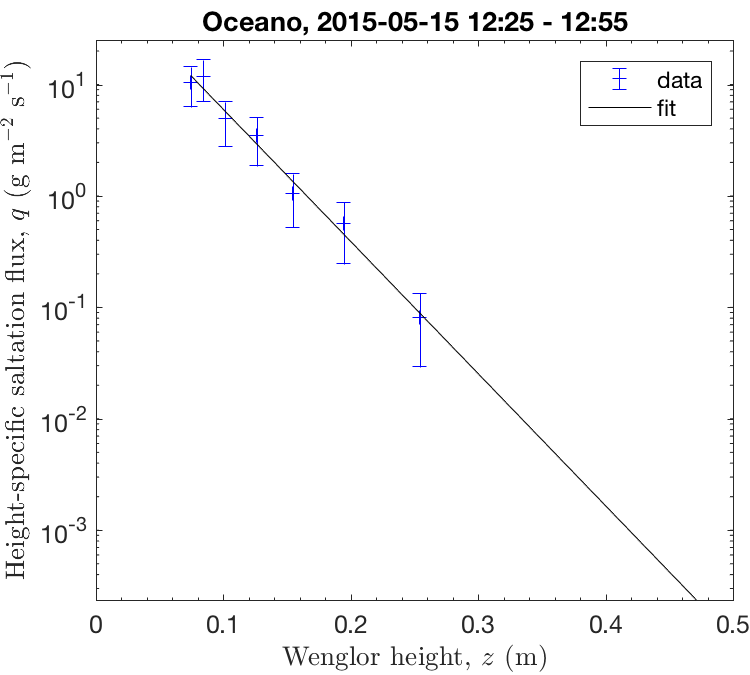 Oceano, 2015-05-15 12:25 - 12:55
data
fit
Height-specific saltation flux, q (g m⁻² s⁻¹)
10¹
10⁰
10⁻¹
10⁻²
10⁻³
0 0.1 0.2 0.3 0.4 0.5
Wenglor height, z (m)